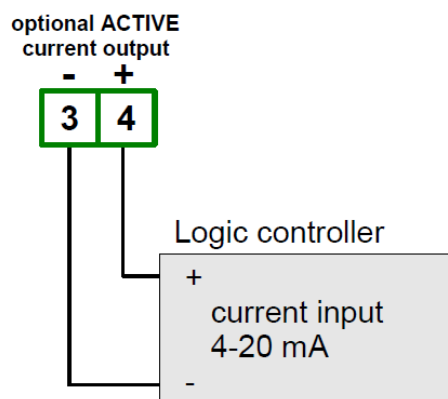 optional ACTIVE
current output
- +
3 4
Logic controller
+
current input
4-20 mA
-